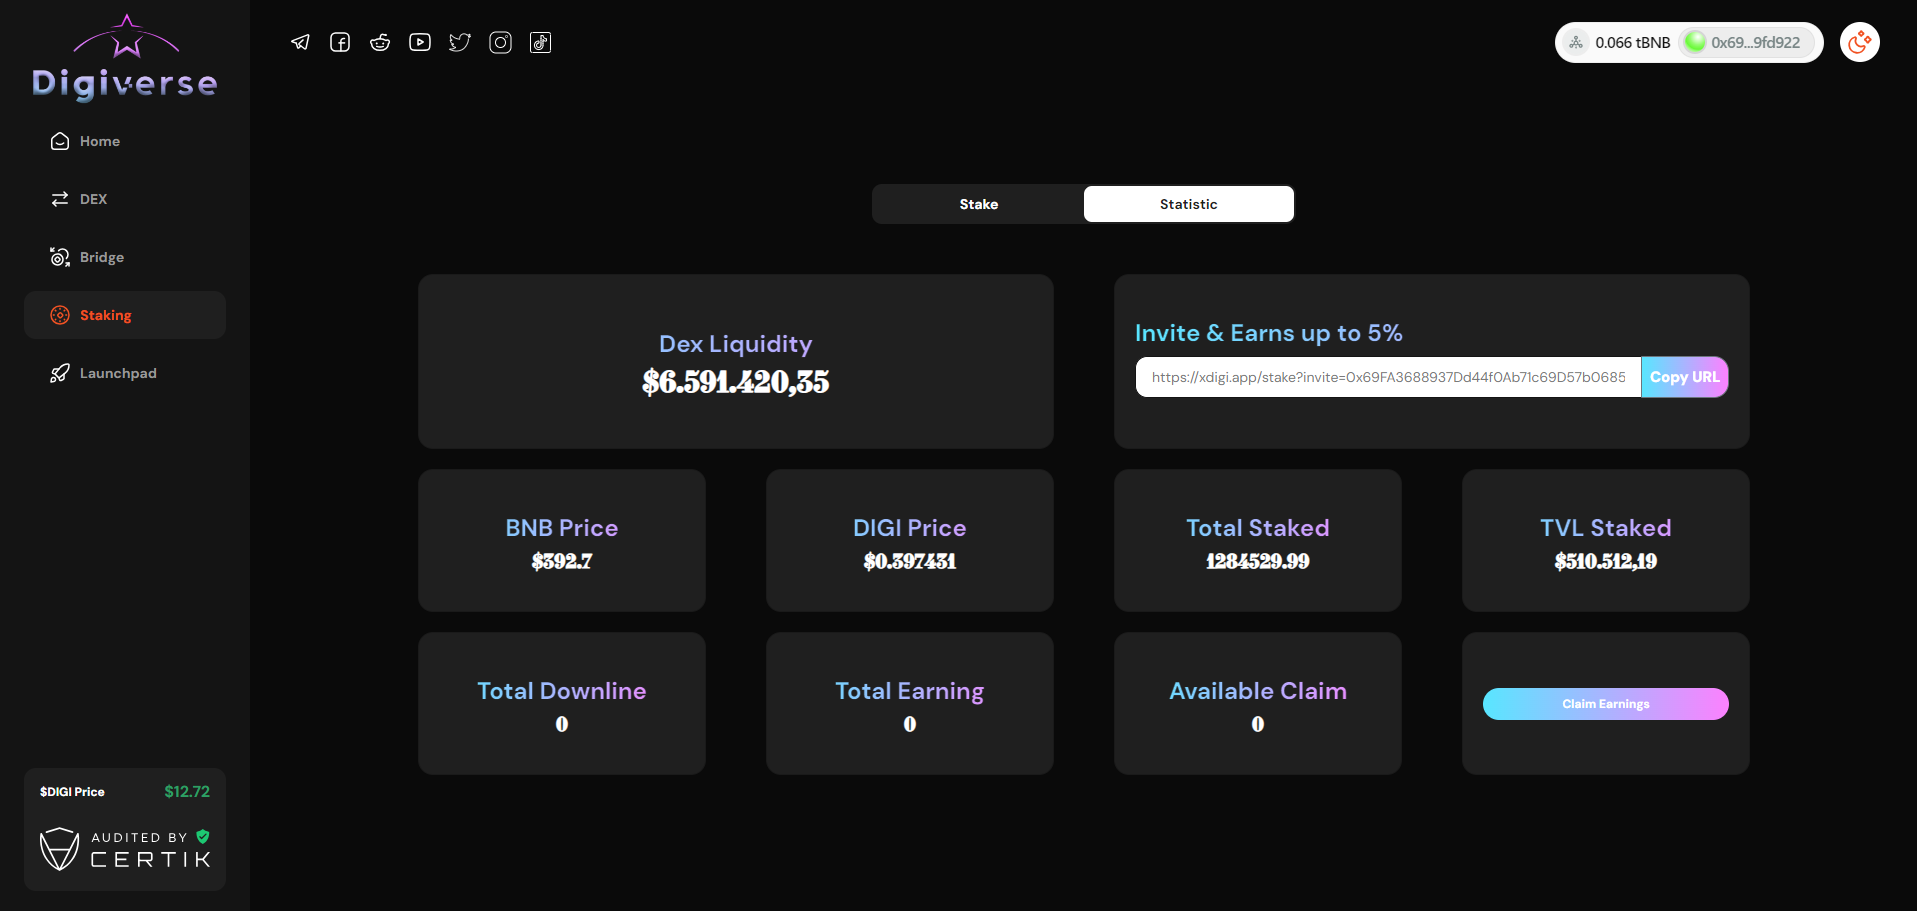 Digiverse
Home
DEX
Bridge
Staking
Launchpad
$DIGI Price $12.72
AUDITED BY
CERTIK
0.066 tBNB 0x69...9fd922
Stake Statistic
Dex Liquidity
$6.591.420,35
Invite & Earns up to 5%
https://xdigi.app/stake?invite=0x69FA3688937Dd44f0Ab71c69D57b0685 Copy URL
BNB Price
$392.7
DIGI Price
$0.397431
Total Staked
1284529.99
TVL Staked
$510.512,19
Total Downline
0
Total Earning
0
Available Claim
0
Claim Earnings